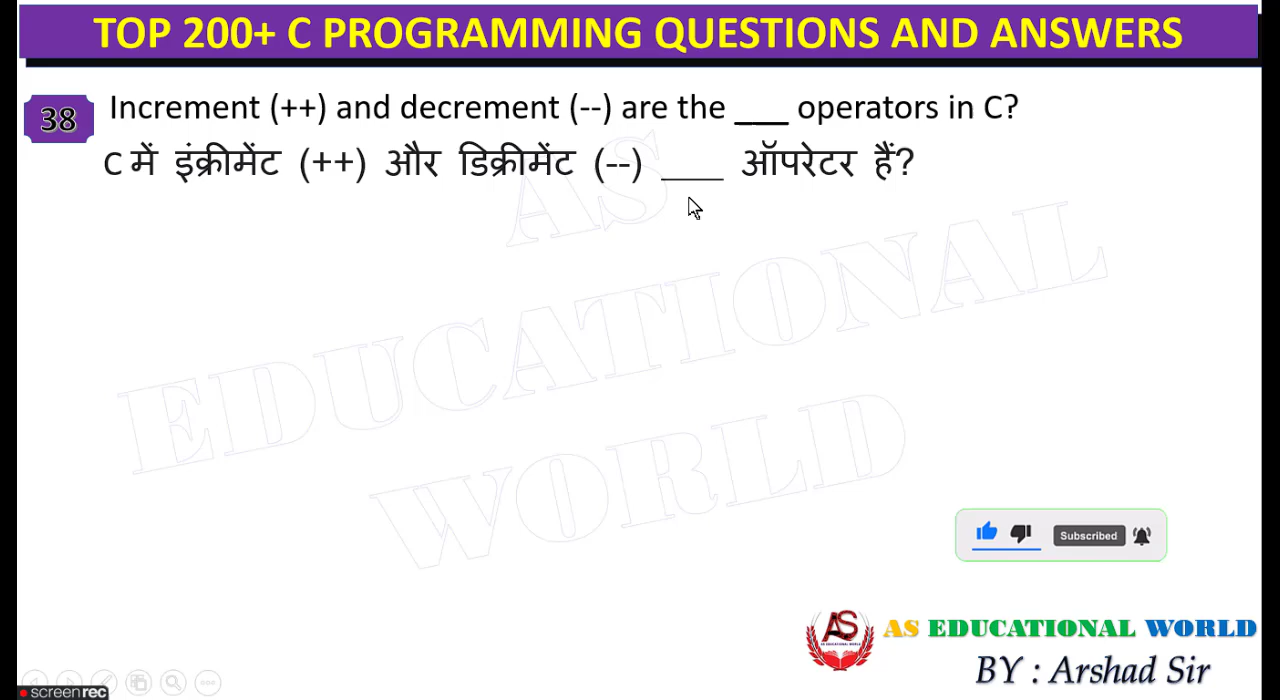 TOP 200+ C PROGRAMMING QUESTIONS AND ANSWERS
38 Increment (++) and decrement (--) are the ___ operators in C?
C में इंक्रीमेंट (++) और डिक्रीमेंट (--) ____ ऑपरेटर हैं?
AS
EDUCATIONAL
WORLD
Subscribed
AS
AS EDUCATIONAL WORLD
BY : Arshad Sir
screenrec